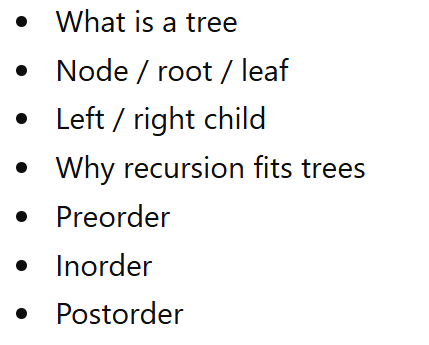 • What is a tree
• Node / root / leaf
• Left / right child
• Why recursion fits trees
• Preorder
• Inorder
• Postorder